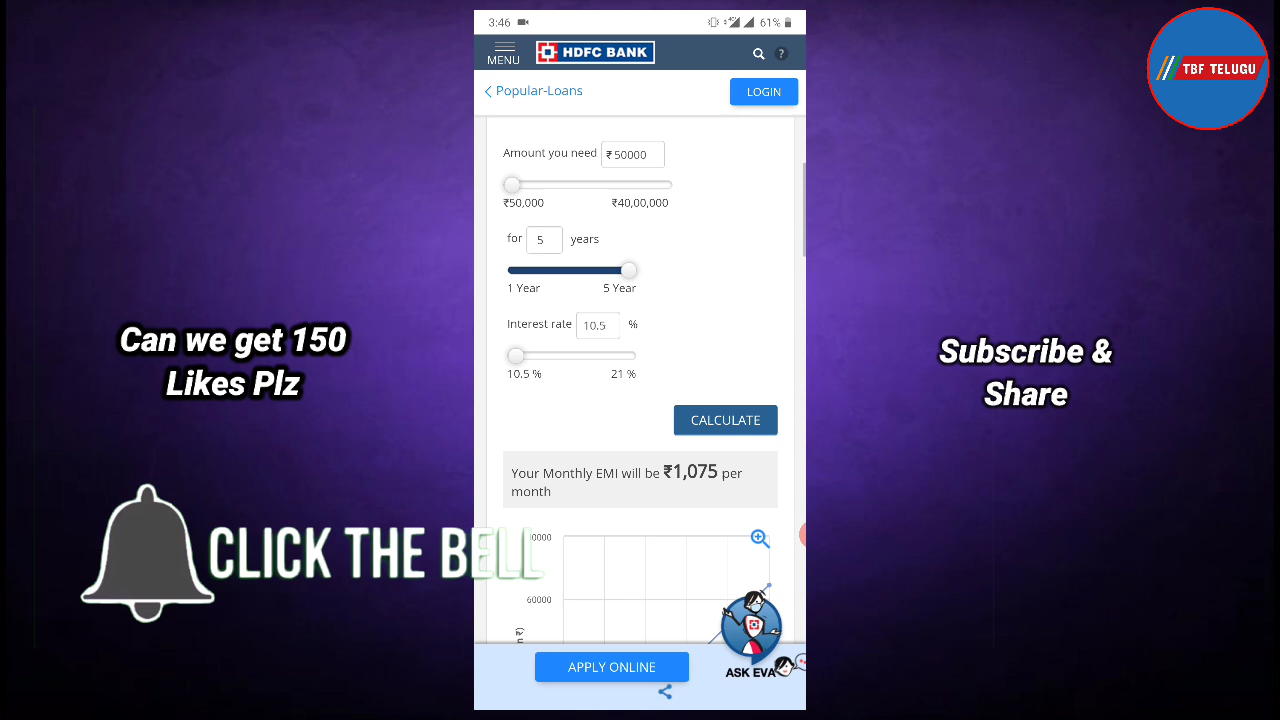 3:46
61%
TBF TELUGU
MENU
HDFC BANK
?
Popular-Loans
LOGIN
Amount you need ₹ 50000
₹50,000 ₹40,00,000
for 5 years
1 Year 5 Year
Interest rate 10.5 %
10.5 % 21 %
CALCULATE
Your Monthly EMI will be ₹1,075 per
month
Can we get 150
Likes Plz
Subscribe &
Share
CLICK THE BELL
60000
APPLY ONLINE
ASK EVA